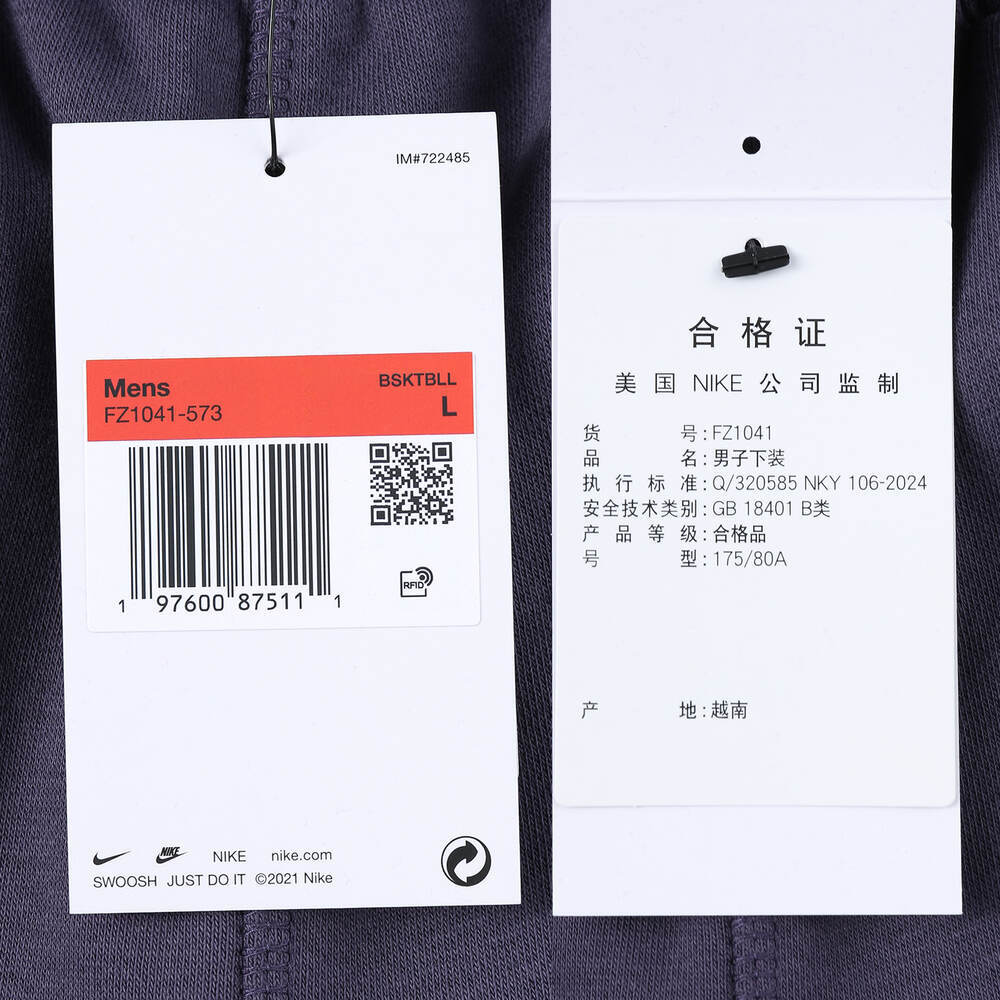 IM#722485
Mens
BSKTBLL
FZ1041-573
L
1 97600 87511 1
RFID
NIKE
NIKE
nike.com
SWOOSH JUST DO IT ©2021 Nike
合格证
美国 NIKE 公司监制
货号:FZ1041
品名:男子下装
执行标准:Q/320585 NKY 106-2024
安全技术类别:GB 18401 B类
产品等级:合格品
号型:175/80A
产地:越南